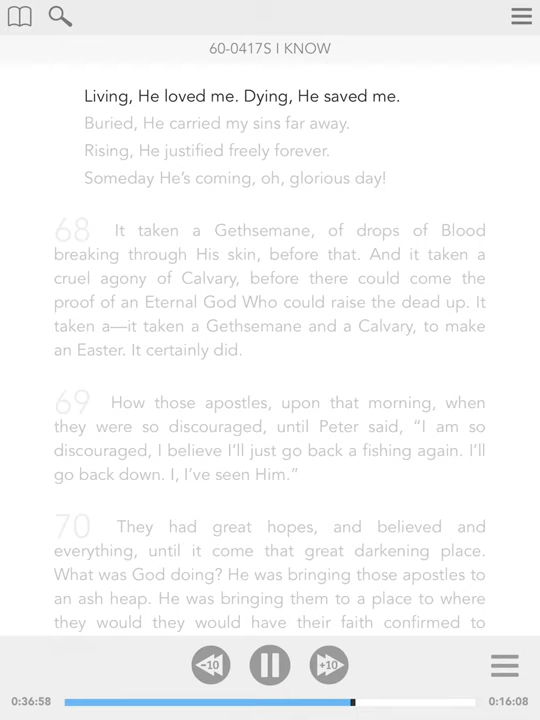 60-0417S I KNOW
Living, He loved me. Dying, He saved me.
Buried, He carried my sins far away.
Rising, He justified freely forever.
Someday He's coming, oh, glorious day!
68 It taken a Gethsemane, of drops of Blood
breaking through His skin, before that. And it taken a
cruel agony of Calvary, before there could come the
proof of an Eternal God Who could raise the dead up. It
taken a—it taken a Gethsemane and a Calvary, to make
an Easter. It certainly did.
69 How those apostles, upon that morning, when
they were so discouraged, until Peter said, “I am so
discouraged, I believe I'll just go back a fishing again. I'll
go back down. I, I've seen Him.”
70 They had great hopes, and believed and
everything, until it come that great darkening place.
What was God doing? He was bringing those apostles to
an ash heap. He was bringing them to a place to where
they would they would have their faith confirmed to
-10 +10
0:36:58 0:16:08